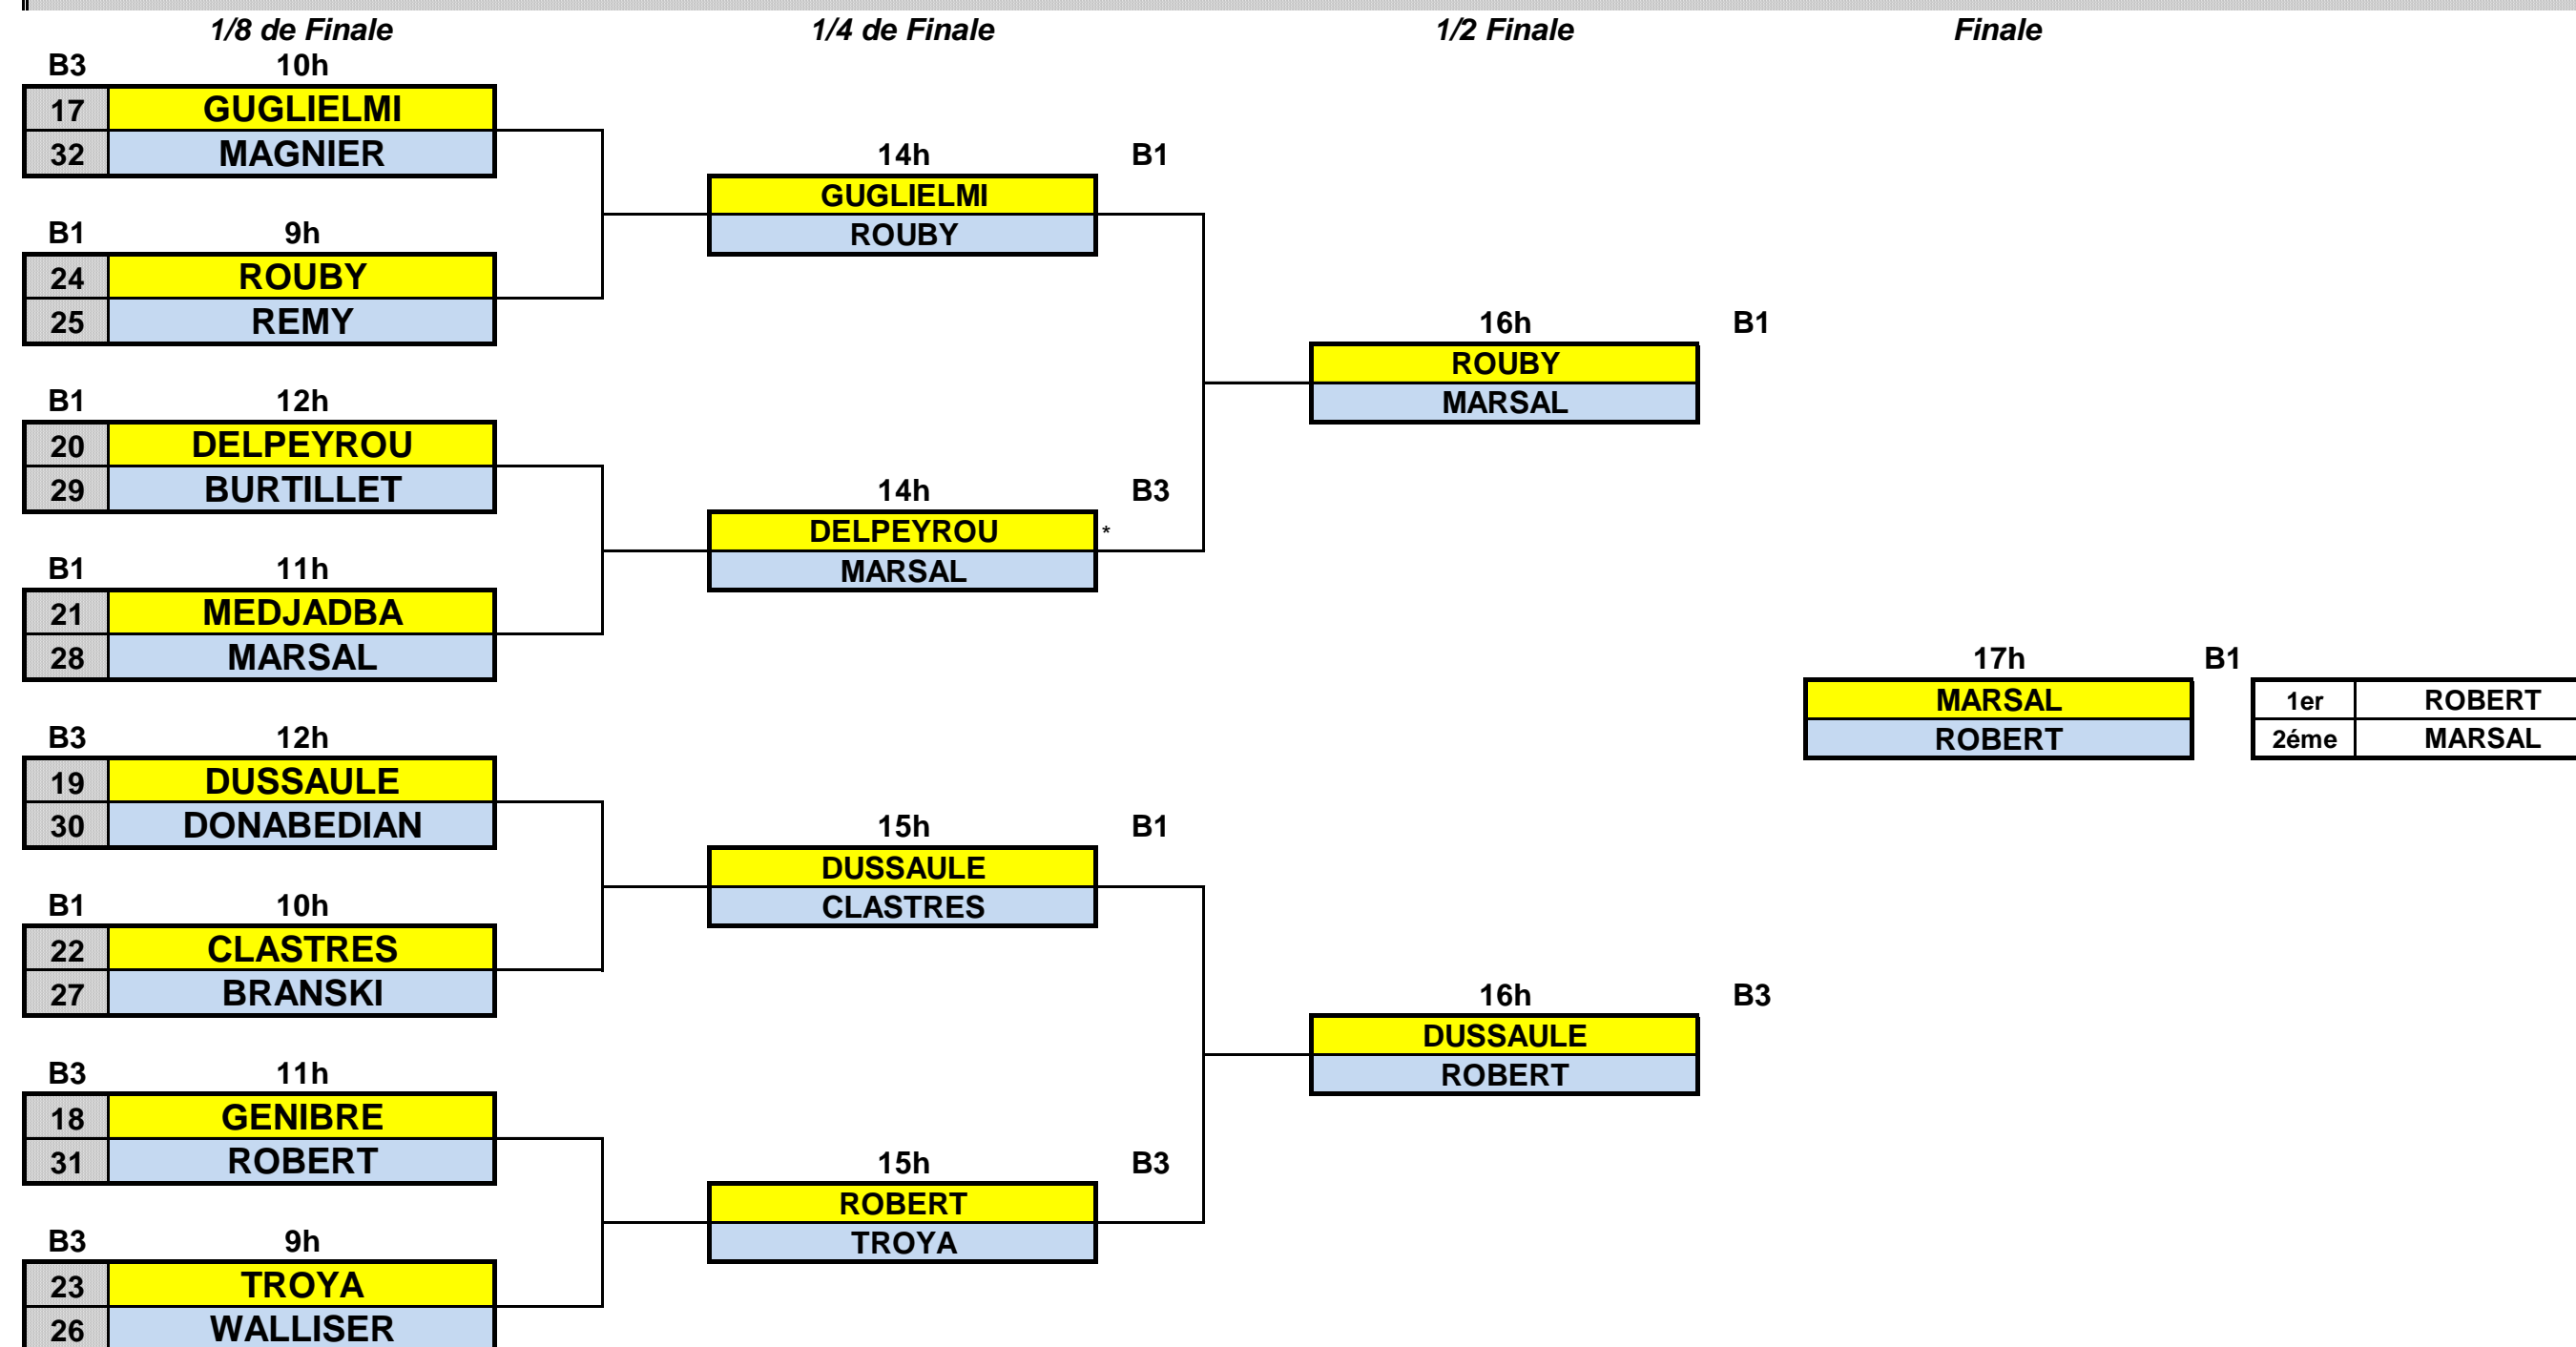 1/8 de Finale 1/4 de Finale 1/2 Finale Finale
B3 10h
17 GUGLIELMI
32 MAGNIER
14h B1
GUGLIELMI
ROUBY
B1 9h
24 ROUBY
25 REMY
16h B1
ROUBY
MARSAL
B1 12h
20 DELPEYROU
29 BURTILLET
14h B3
DELPEYROU *
MARSAL
B1 11h
21 MEDJADBA
28 MARSAL
17h B1
MARSAL 1er ROBERT
ROBERT 2éme MARSAL
B3 12h
19 DUSSAULE
30 DONABEDIAN
15h B1
DUSSAULE
CLASTRES
B1 10h
22 CLASTRES
27 BRANSKI
16h B3
DUSSAULE
ROBERT
B3 11h
18 GENIBRE
31 ROBERT
15h B3
ROBERT
TROYA
B3 9h
23 TROYA
26 WALLISER